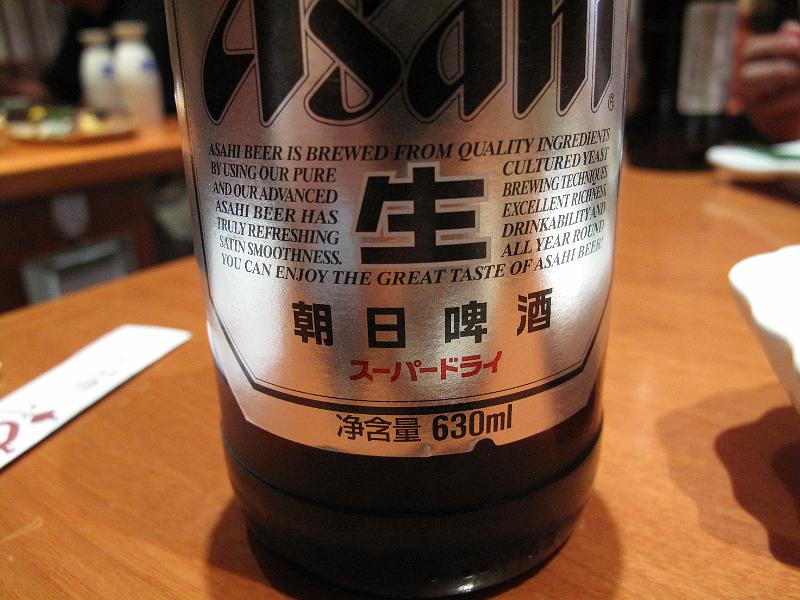 Asahi
®
ASAHI BEER IS BREWED FROM QUALITY INGREDIENTS
BY USING OUR PURE CULTURED YEAST
AND OUR ADVANCED BREWING TECHNIQUES
ASAHI BEER HAS EXCELLENT RICHNESS,
TRULY REFRESHING DRINKABILITY AND
SATIN SMOOTHNESS. ALL YEAR ROUND
YOU CAN ENJOY THE GREAT TASTE OF ASAHI BEER.
生
朝日啤酒
スーパードライ
净含量 630ml